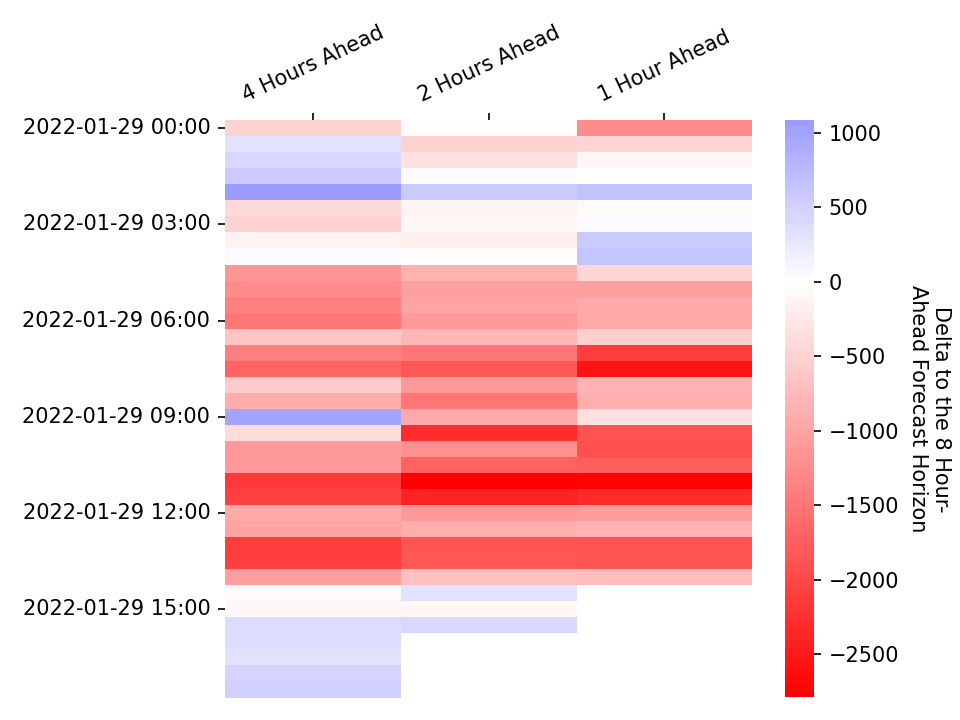 4 Hours Ahead
2 Hours Ahead
1 Hour Ahead
2022-01-29 00:00
2022-01-29 03:00
2022-01-29 06:00
2022-01-29 09:00
2022-01-29 12:00
2022-01-29 15:00
1000
500
0
−500
−1000
−1500
−2000
−2500
Delta to the 8 Hour-
Ahead Forecast Horizon